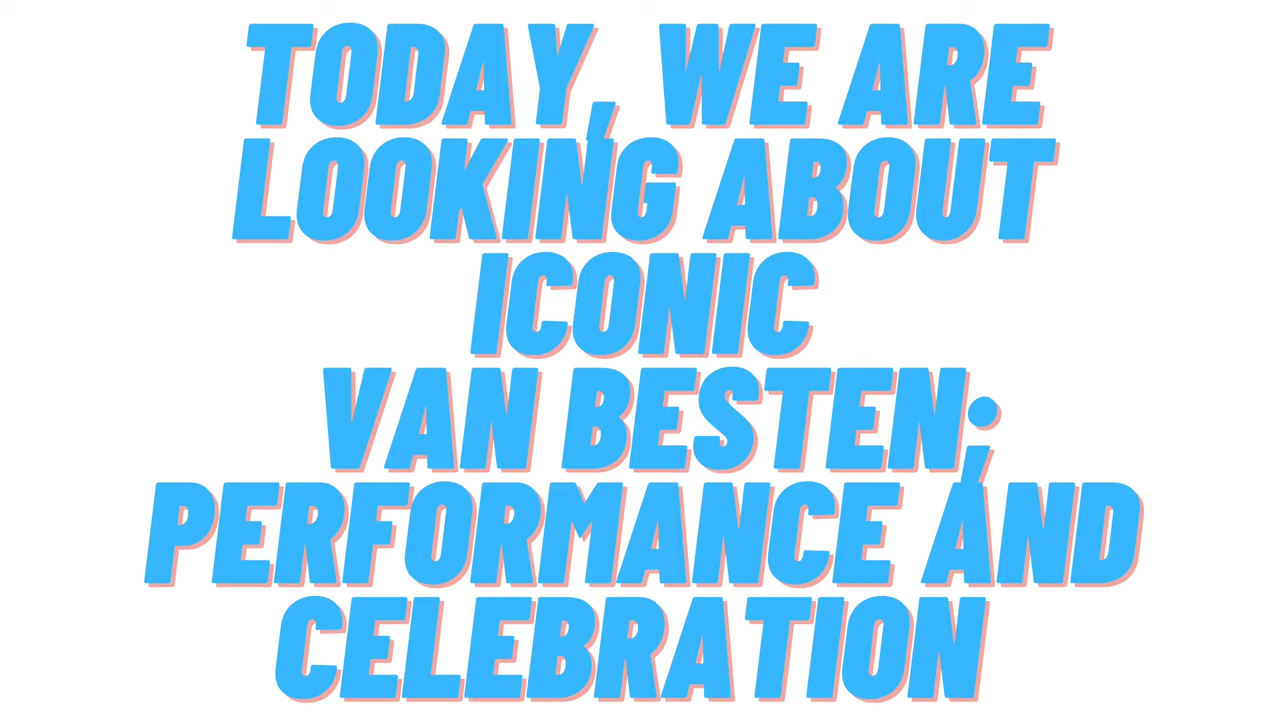 TODAY, WE ARE
LOOKING ABOUT
ICONIC
VAN BESTEN;
PERFORMANCE AND
CELEBRATION